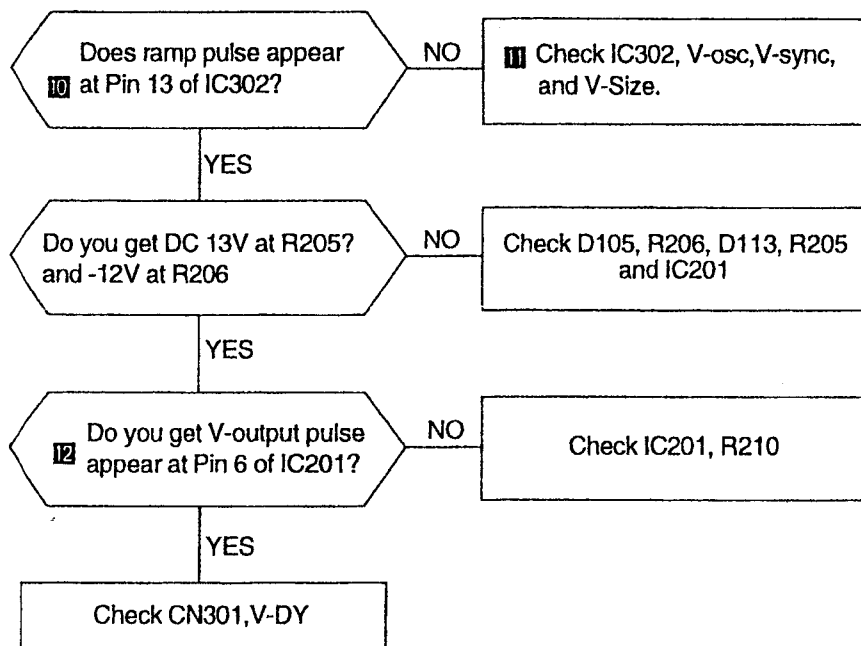 Does ramp pulse appear
10 at Pin 13 of IC302?
NO
11 Check IC302, V-osc,V-sync,
and V-Size.
YES
Do you get DC 13V at R205?
and -12V at R206
NO
Check D105, R206, D113, R205
and IC201
YES
Do you get V-output pulse
12 appear at Pin 6 of IC201?
NO
Check IC201, R210
YES
Check CN301,V-DY